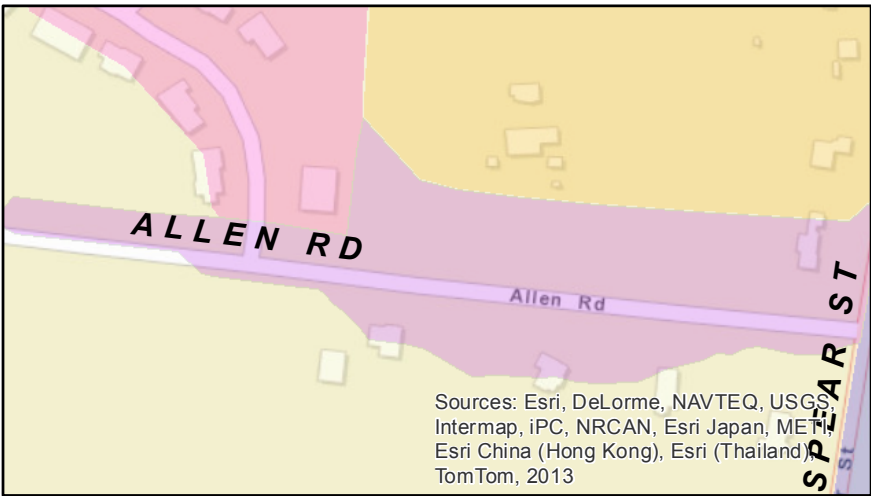 ALLEN RD
Allen Rd
SPEAR ST
Sources: Esri, DeLorme, NAVTEQ, USGS,
Intermap, iPC, NRCAN, Esri Japan, METI,
Esri China (Hong Kong), Esri (Thailand),
TomTom, 2013
St